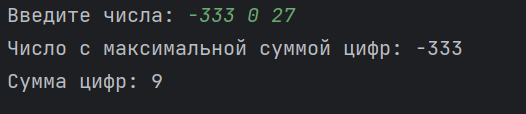 Введите числа: -333 0 27
Число с максимальной суммой цифр: -333
Сумма цифр: 9